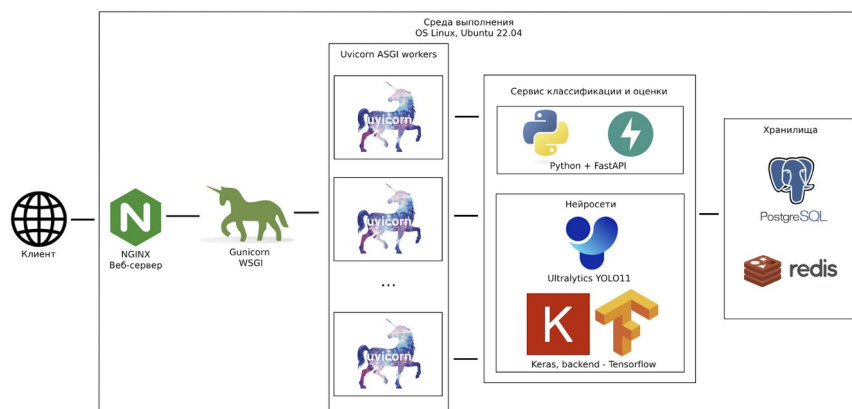 Среда выполнения
OS Linux, Ubuntu 22.04
Uvicorn ASGI workers
uvicorn
uvicorn
...
uvicorn
Сервис классификации и оценки
Python + FastAPI
Нейросети
Ultralytics YOLO11
K
Keras, backend - Tensorflow
Хранилища
PostgreSQL
redis
Клиент
N
NGINX
Веб-сервер
Gunicorn
WSGI